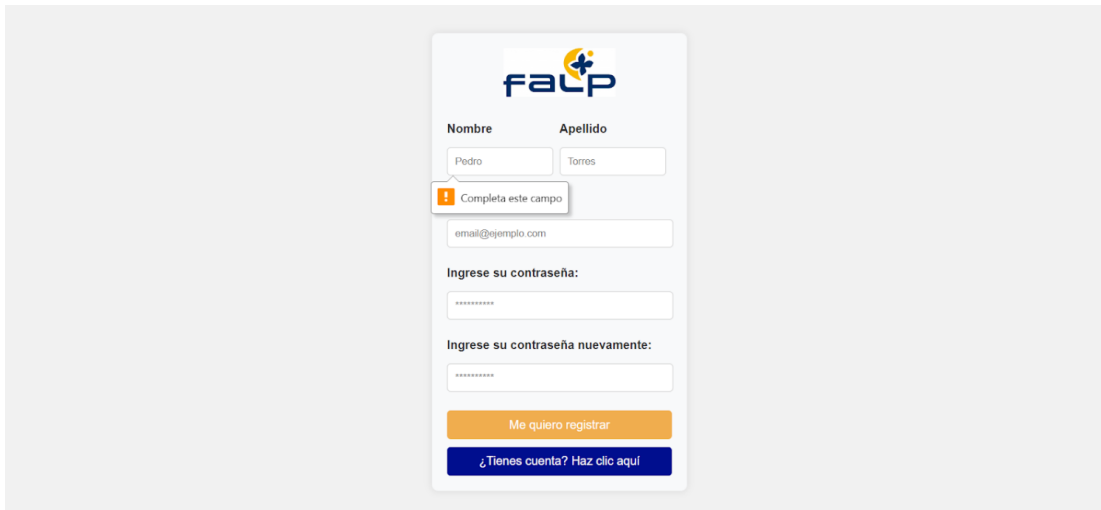 falp
Nombre Apellido
Pedro Torres
Completa este campo
email@ejemplo.com
Ingrese su contraseña:
**********
Ingrese su contraseña nuevamente:
**********
Me quiero registrar
¿Tienes cuenta? Haz clic aquí